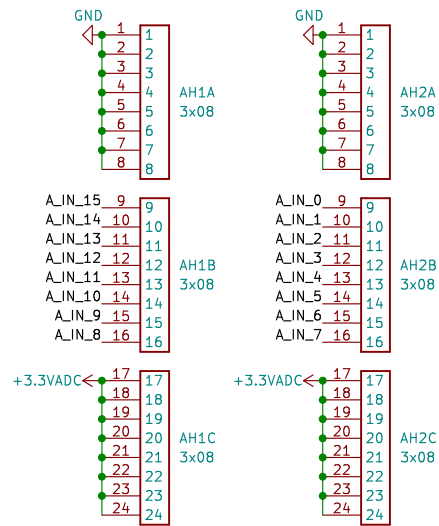 GND
1 1
2 2
3 3
4 4
5 5
6 6
7 7
8 8
AH1A
3x08
GND
1 1
2 2
3 3
4 4
5 5
6 6
7 7
8 8
AH2A
3x08
A_IN_15 9 9
A_IN_14 10 10
A_IN_13 11 11
A_IN_12 12 12
A_IN_11 13 13
A_IN_10 14 14
A_IN_9 15 15
A_IN_8 16 16
AH1B
3x08
A_IN_0 9 9
A_IN_1 10 10
A_IN_2 11 11
A_IN_3 12 12
A_IN_4 13 13
A_IN_5 14 14
A_IN_6 15 15
A_IN_7 16 16
AH2B
3x08
+3.3VADC 17 17
18 18
19 19
20 20
21 21
22 22
23 23
24 24
AH1C
3x08
+3.3VADC 17 17
18 18
19 19
20 20
21 21
22 22
23 23
24 24
AH2C
3x08